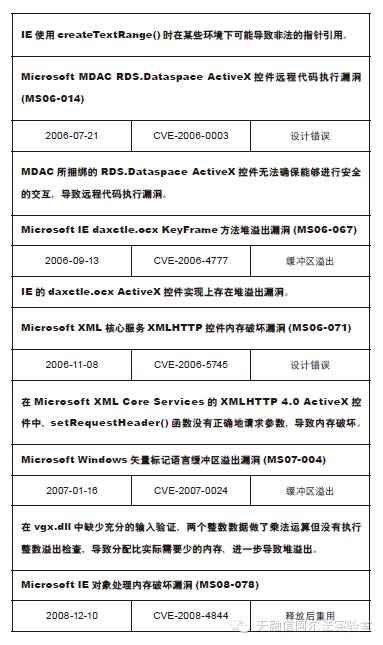 IE 使用 createTextRange() 时在某些环境下可能导致非法的指针引用。
Microsoft MDAC RDS.Dataspace ActiveX 控件远程代码执行漏洞
(MS06-014)
2006-07-21 CVE-2006-0003 设计错误
MDAC 所捆绑的 RDS.Dataspace ActiveX 控件无法确保能够进行安全
的交互，导致远程代码执行漏洞。
Microsoft IE daxctle.ocx KeyFrame 方法堆溢出漏洞 (MS06-067)
2006-09-13 CVE-2006-4777 缓冲区溢出
IE 的 daxctle.ocx ActiveX 控件实现上存在堆溢出漏洞。
Microsoft XML 核心服务 XMLHTTP 控件内存破坏漏洞 (MS06-071)
2006-11-08 CVE-2006-5745 设计错误
在 Microsoft XML Core Services 的 XMLHTTP 4.0 ActiveX 控
件中，setRequestHeader() 函数没有正确地请求参数，导致内存破坏。
Microsoft Windows 矢量标记语言缓冲区溢出漏洞 (MS07-004)
2007-01-16 CVE-2007-0024 缓冲区溢出
在 vgx.dll 中缺少充分的输入验证，两个整数数据做了乘法运算但没有执行
整数溢出检查，导致分配比实际需要少的内存，进一步导致堆溢出。
Microsoft IE 对象处理内存破坏漏洞 (MS08-078)
2008-12-10 CVE-2008-4844 释放后重用
天融信阿尔法实验室